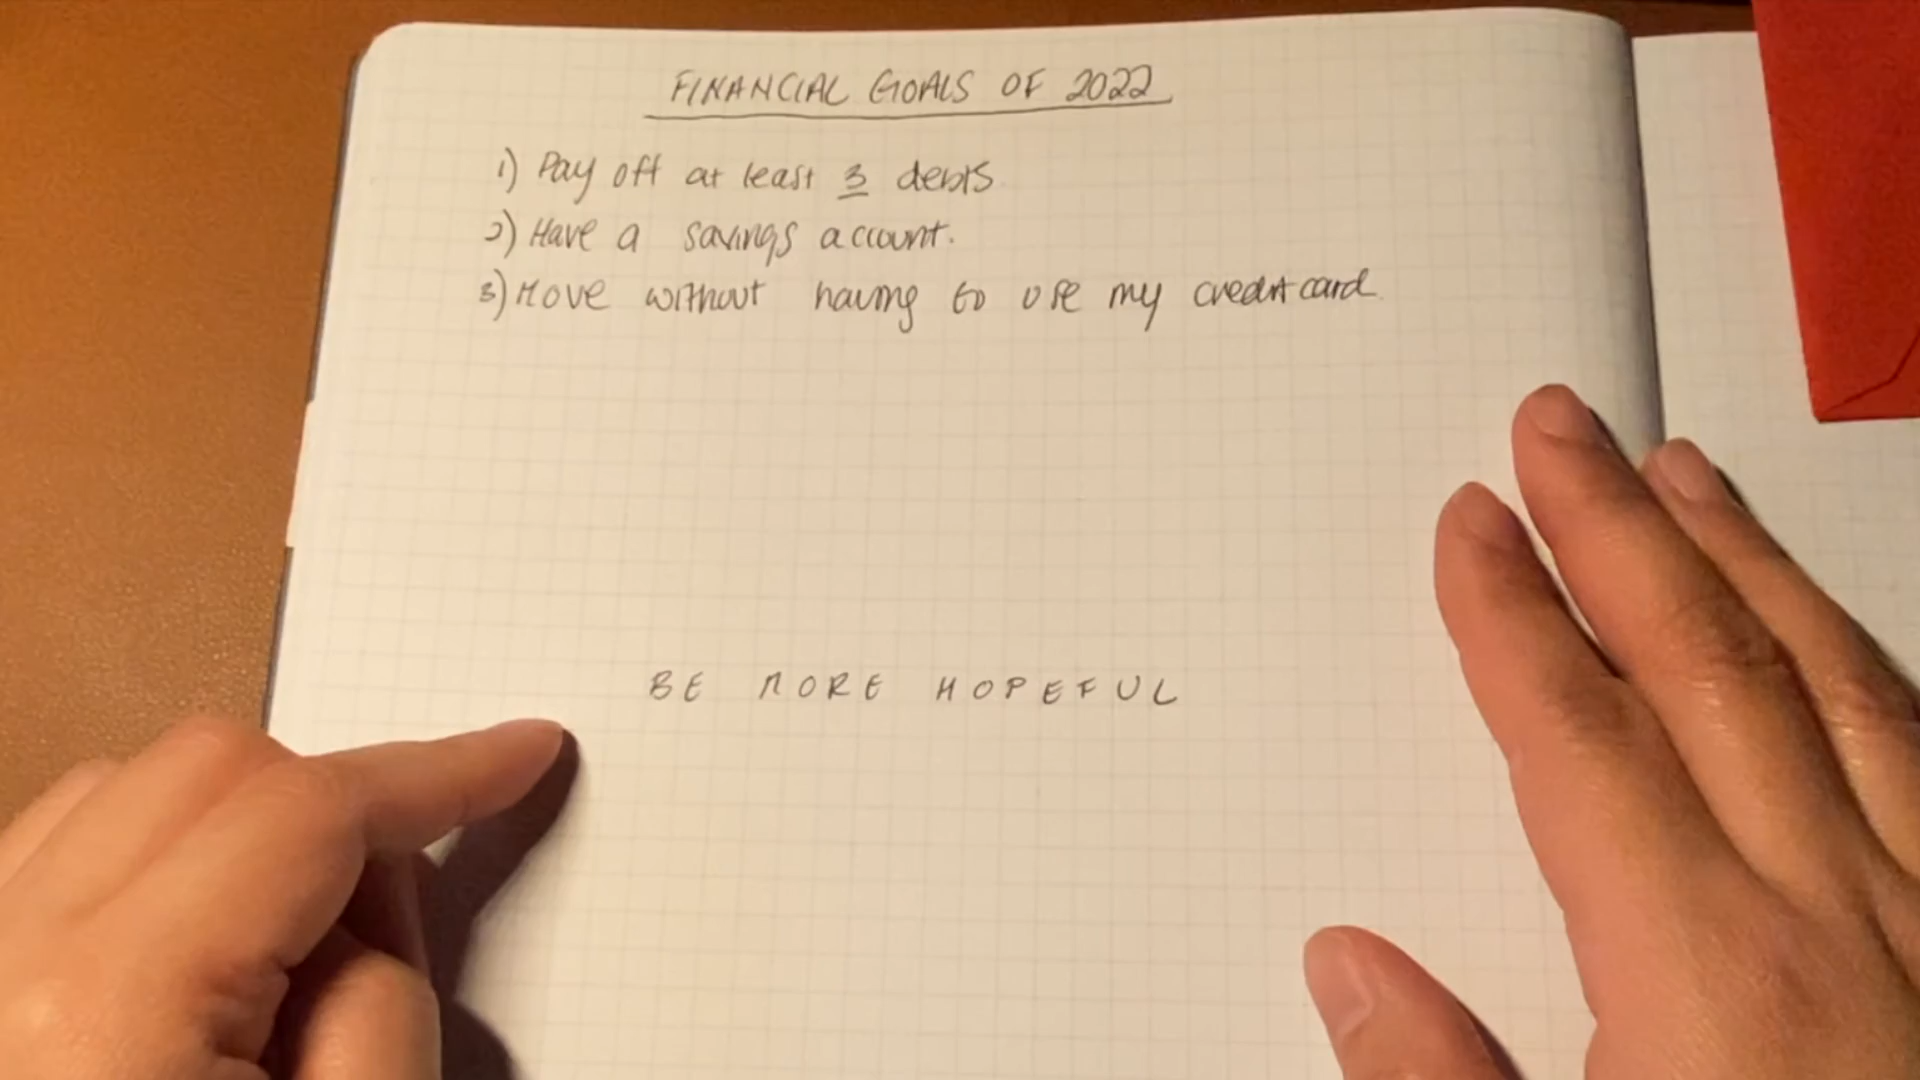 FINANCIAL GOALS OF 2022
1) Pay off at least 3 debts
2) Have a savings account.
3) Move without having to use my credit card.
BE MORE HOPEFUL